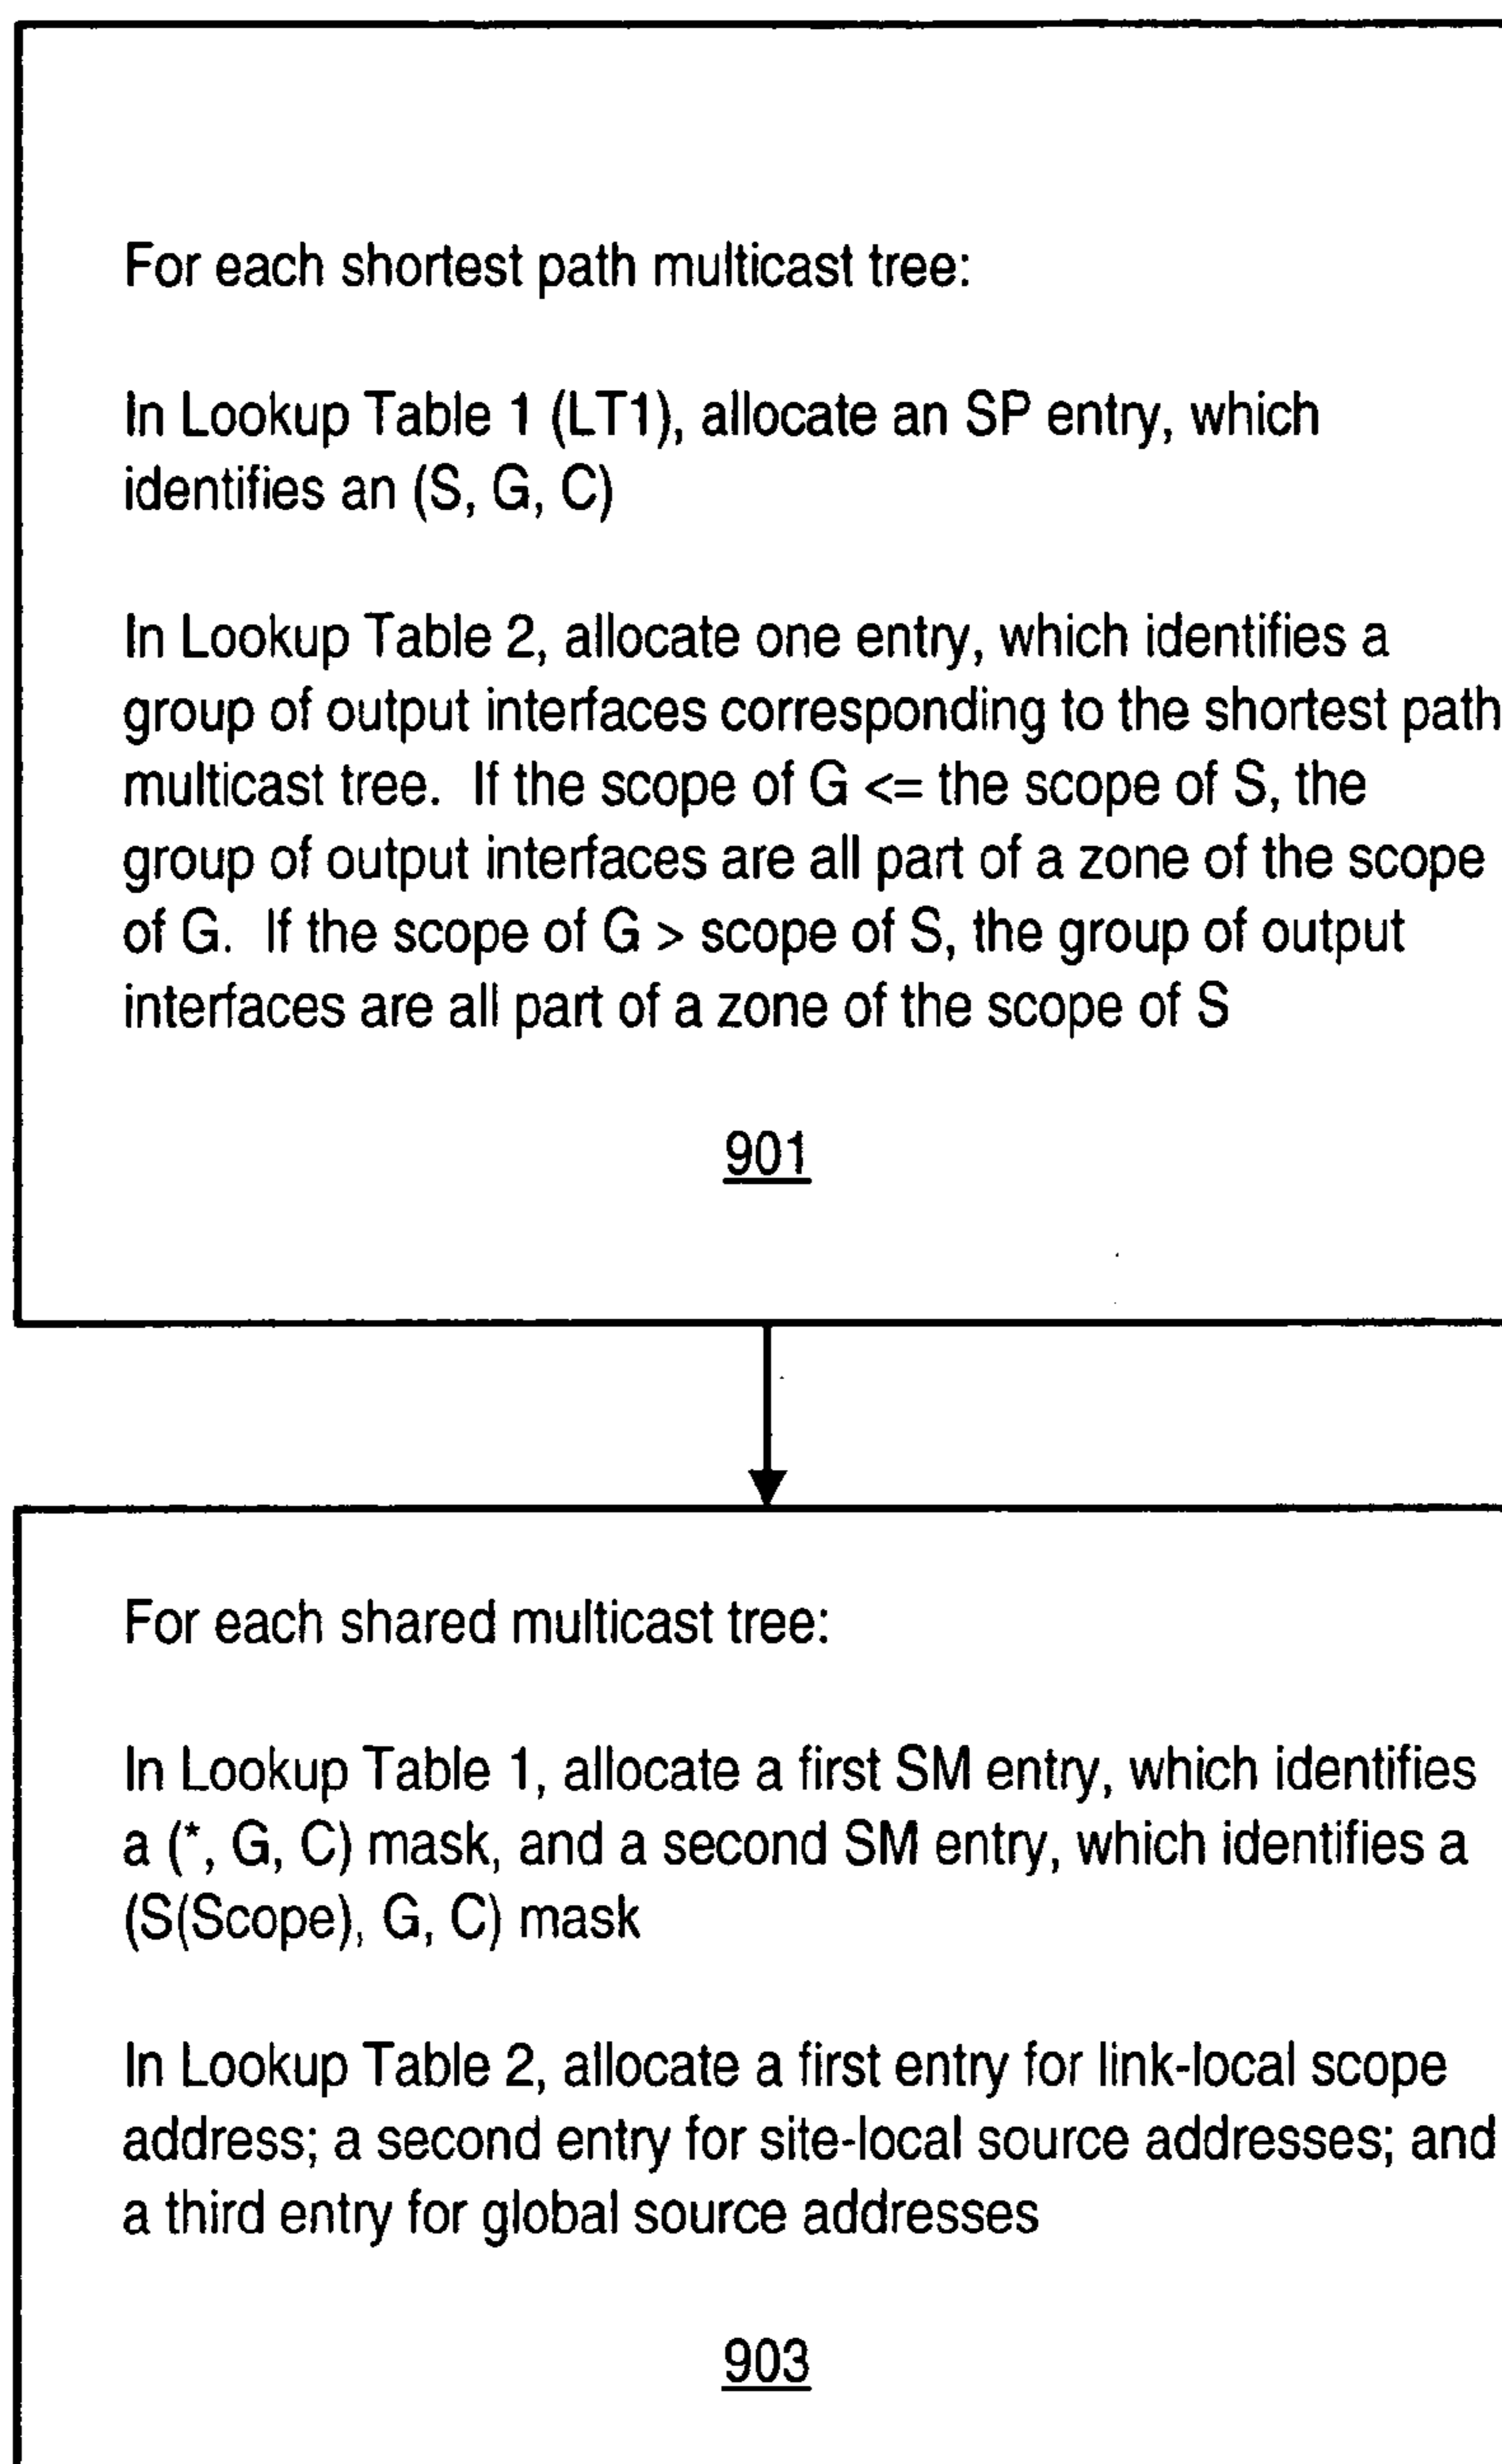 For each shortest path multicast tree:
In Lookup Table 1 (LT1), allocate an SP entry, which
identifies an (S, G, C)
In Lookup Table 2, allocate one entry, which identifies a
group of output interfaces corresponding to the shortest path
multicast tree. If the scope of G <= the scope of S, the
group of output interfaces are all part of a zone of the scope
of G. If the scope of G > scope of S, the group of output
interfaces are all part of a zone of the scope of S
901
For each shared multicast tree:
In Lookup Table 1, allocate a first SM entry, which identifies
a (*, G, C) mask, and a second SM entry, which identifies a
(S(Scope), G, C) mask
In Lookup Table 2, allocate a first entry for link-local scope
address; a second entry for site-local source addresses; and
a third entry for global source addresses
903